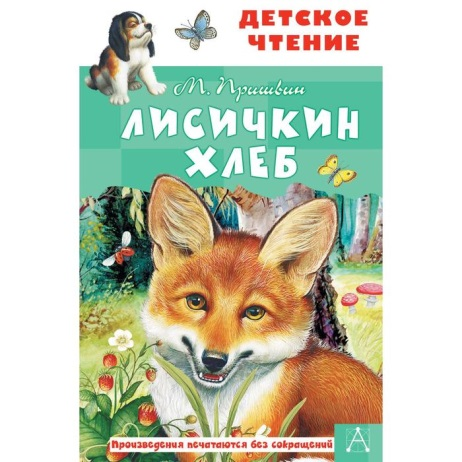 ДЕТСКОЕ
ЧТЕНИЕ
М. Пришвин
ЛИСИЧКИН
ХЛЕБ
Произведения печатаются без сокращений